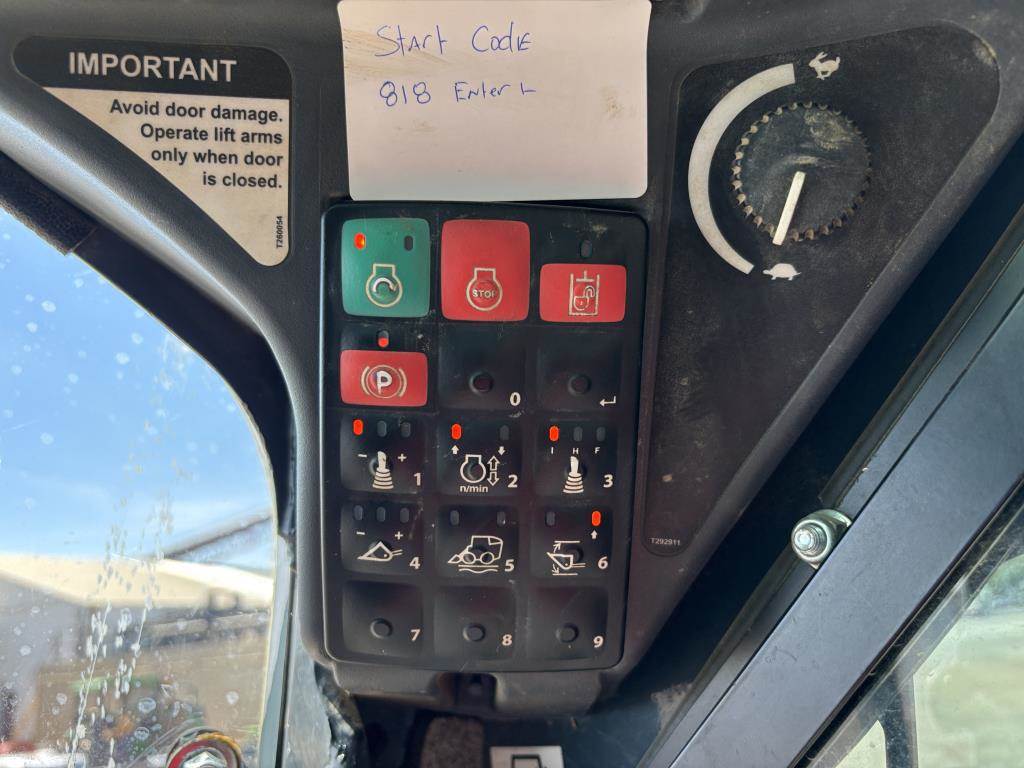 START CodE
818 Enter
IMPORTANT
Avoid door damage.
Operate lift arms
only when door
is closed.
T260054
STOP
P
0
- +
1
n/min
2
I H F
3
- +
4
5
6
7
8
9
T292911